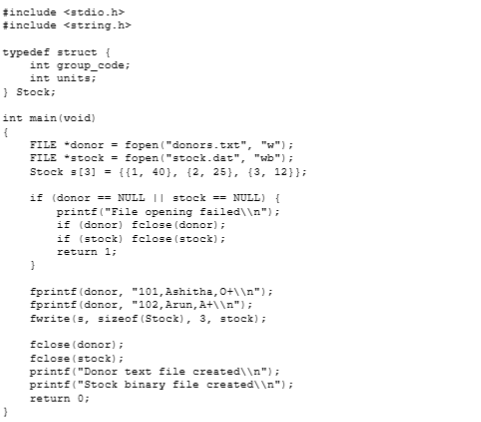 #include <stdio.h>
#include <string.h>

typedef struct {
    int group_code;
    int units;
} Stock;

int main(void)
{
    FILE *donor = fopen("donors.txt", "w");
    FILE *stock = fopen("stock.dat", "wb");
    Stock s[3] = {{1, 40}, {2, 25}, {3, 12}};

    if (donor == NULL || stock == NULL) {
        printf("File opening failed\\n");
        if (donor) fclose(donor);
        if (stock) fclose(stock);
        return 1;
    }

    fprintf(donor, "101,Ashitha,O+\\n");
    fprintf(donor, "102,Arun,A+\\n");
    fwrite(s, sizeof(Stock), 3, stock);

    fclose(donor);
    fclose(stock);
    printf("Donor text file created\\n");
    printf("Stock binary file created\\n");
    return 0;
}